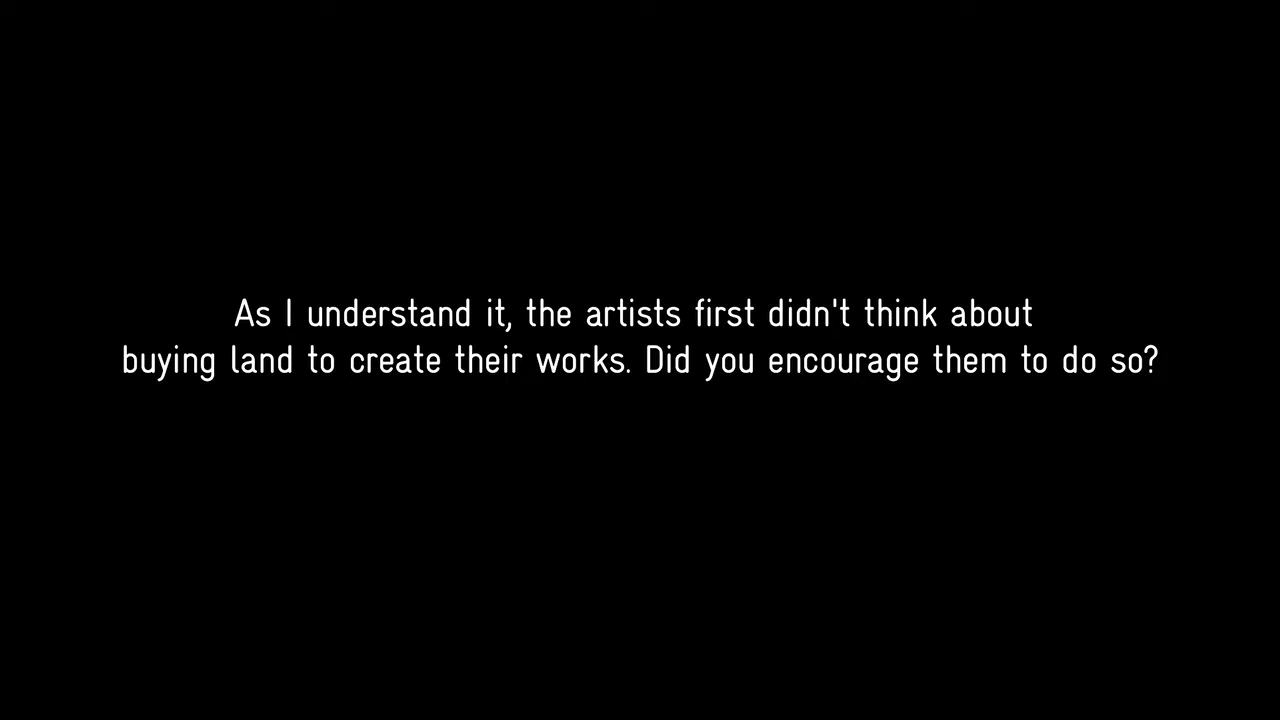 As I understand it, the artists first didn't think about
buying land to create their works. Did you encourage them to do so?